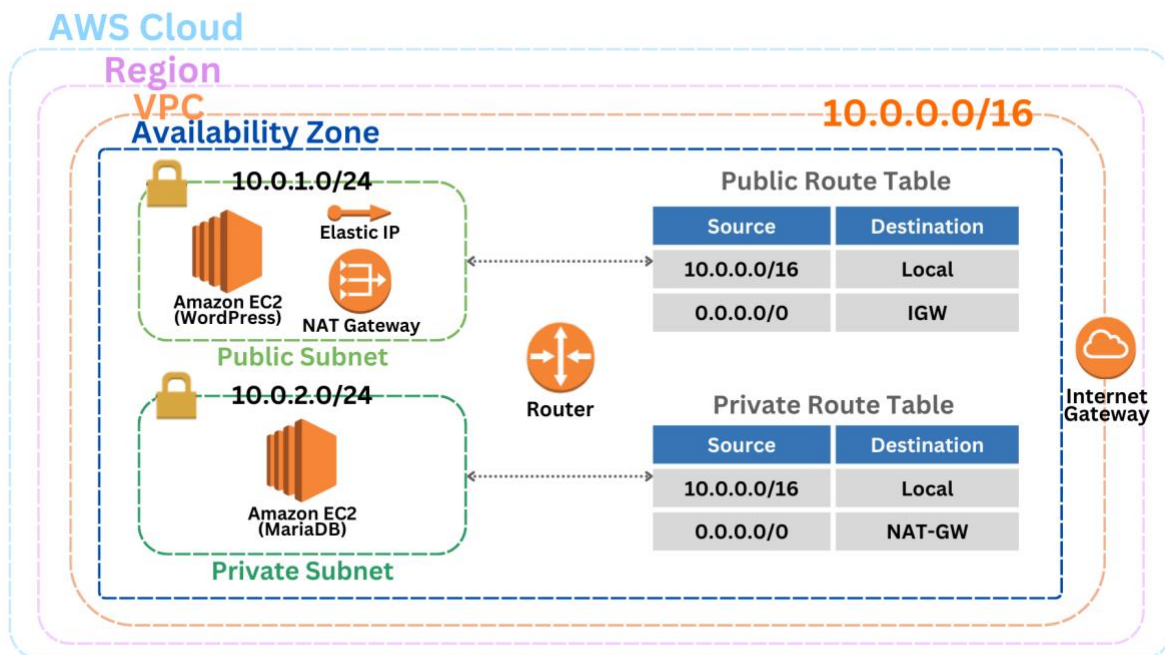 AWS Cloud
Region
VPC
10.0.0.0/16
Availability Zone
10.0.1.0/24
Elastic IP
Amazon EC2
(WordPress)
NAT Gateway
Public Subnet
Public Route Table
Source Destination
10.0.0.0/16 Local
0.0.0.0/0 IGW
Router
Internet
Gateway
10.0.2.0/24
Amazon EC2
(MariaDB)
Private Subnet
Private Route Table
Source Destination
10.0.0.0/16 Local
0.0.0.0/0 NAT-GW